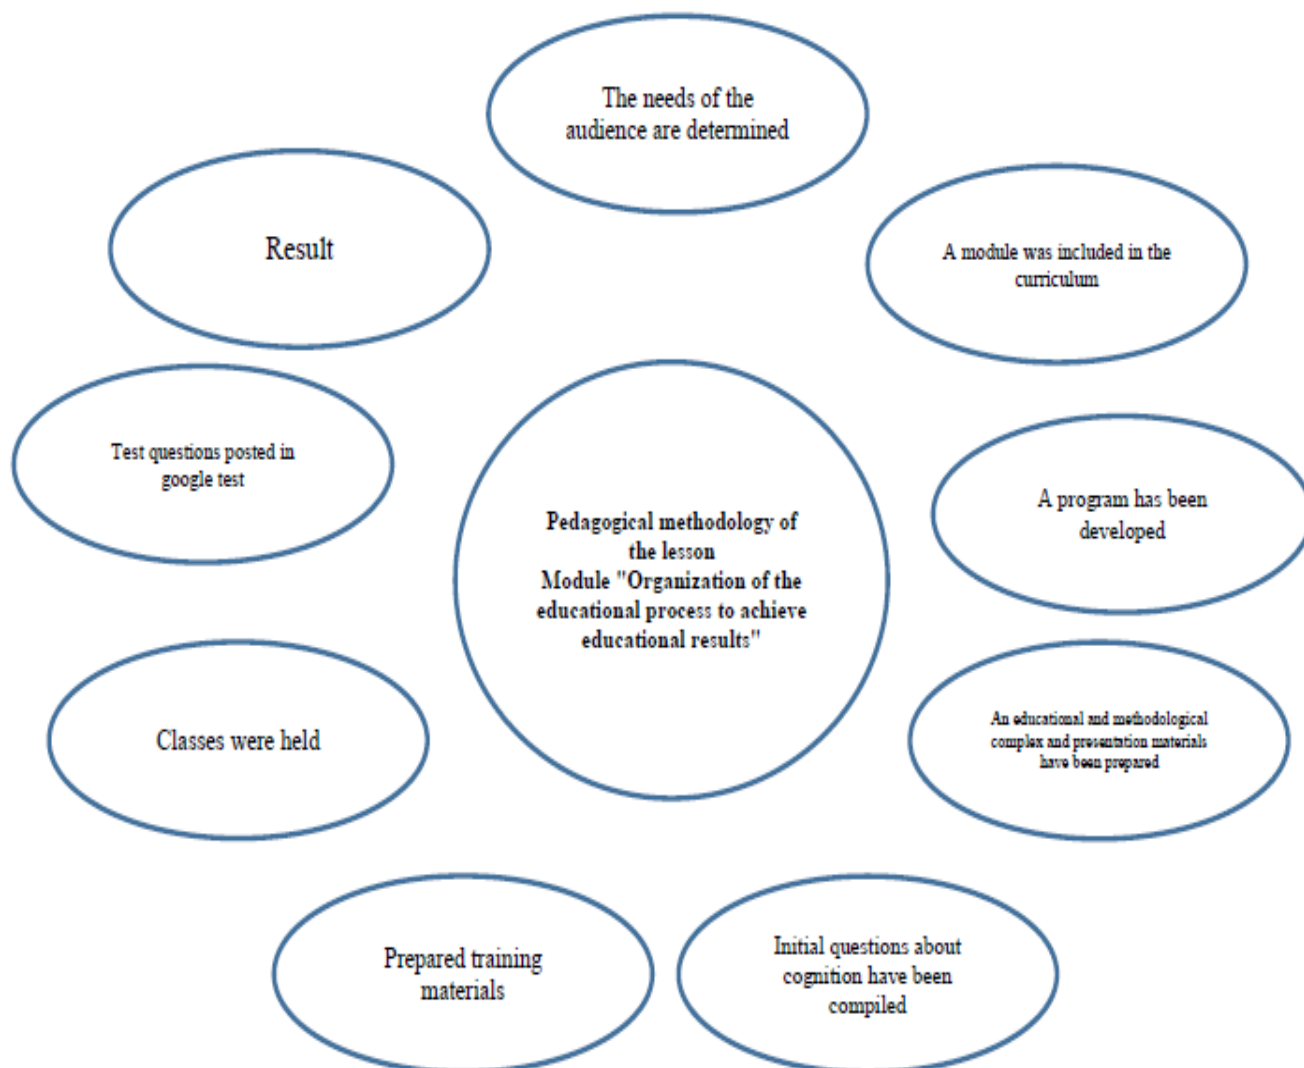 The needs of the
audience are determined
Result
A module was included in the
curriculum
Test questions posted in
google test
A program has been
developed
Pedagogical methodology of
the lesson
Module "Organization of the
educational process to achieve
educational results"
An educational and methodological
complex and presentation materials
have been prepared
Classes were held
Initial questions about
cognition have been
compiled
Prepared training
materials